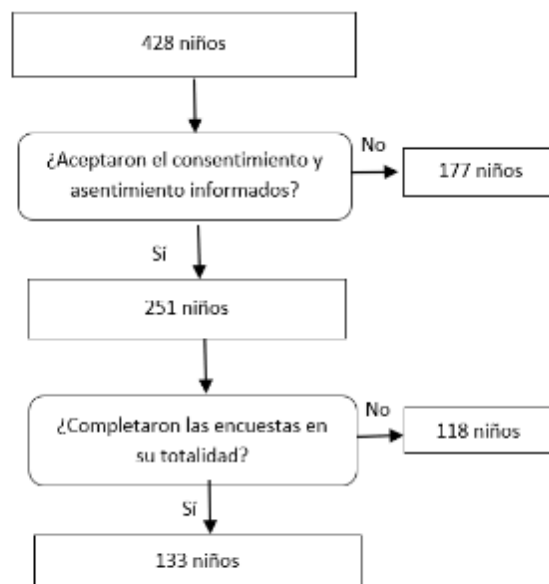 428 niños
¿Aceptaron el consentimiento y
asentimiento informados?
No
177 niños
Sí
251 niños
¿Completaron las encuestas en
su totalidad?
No
118 niños
Sí
133 niños